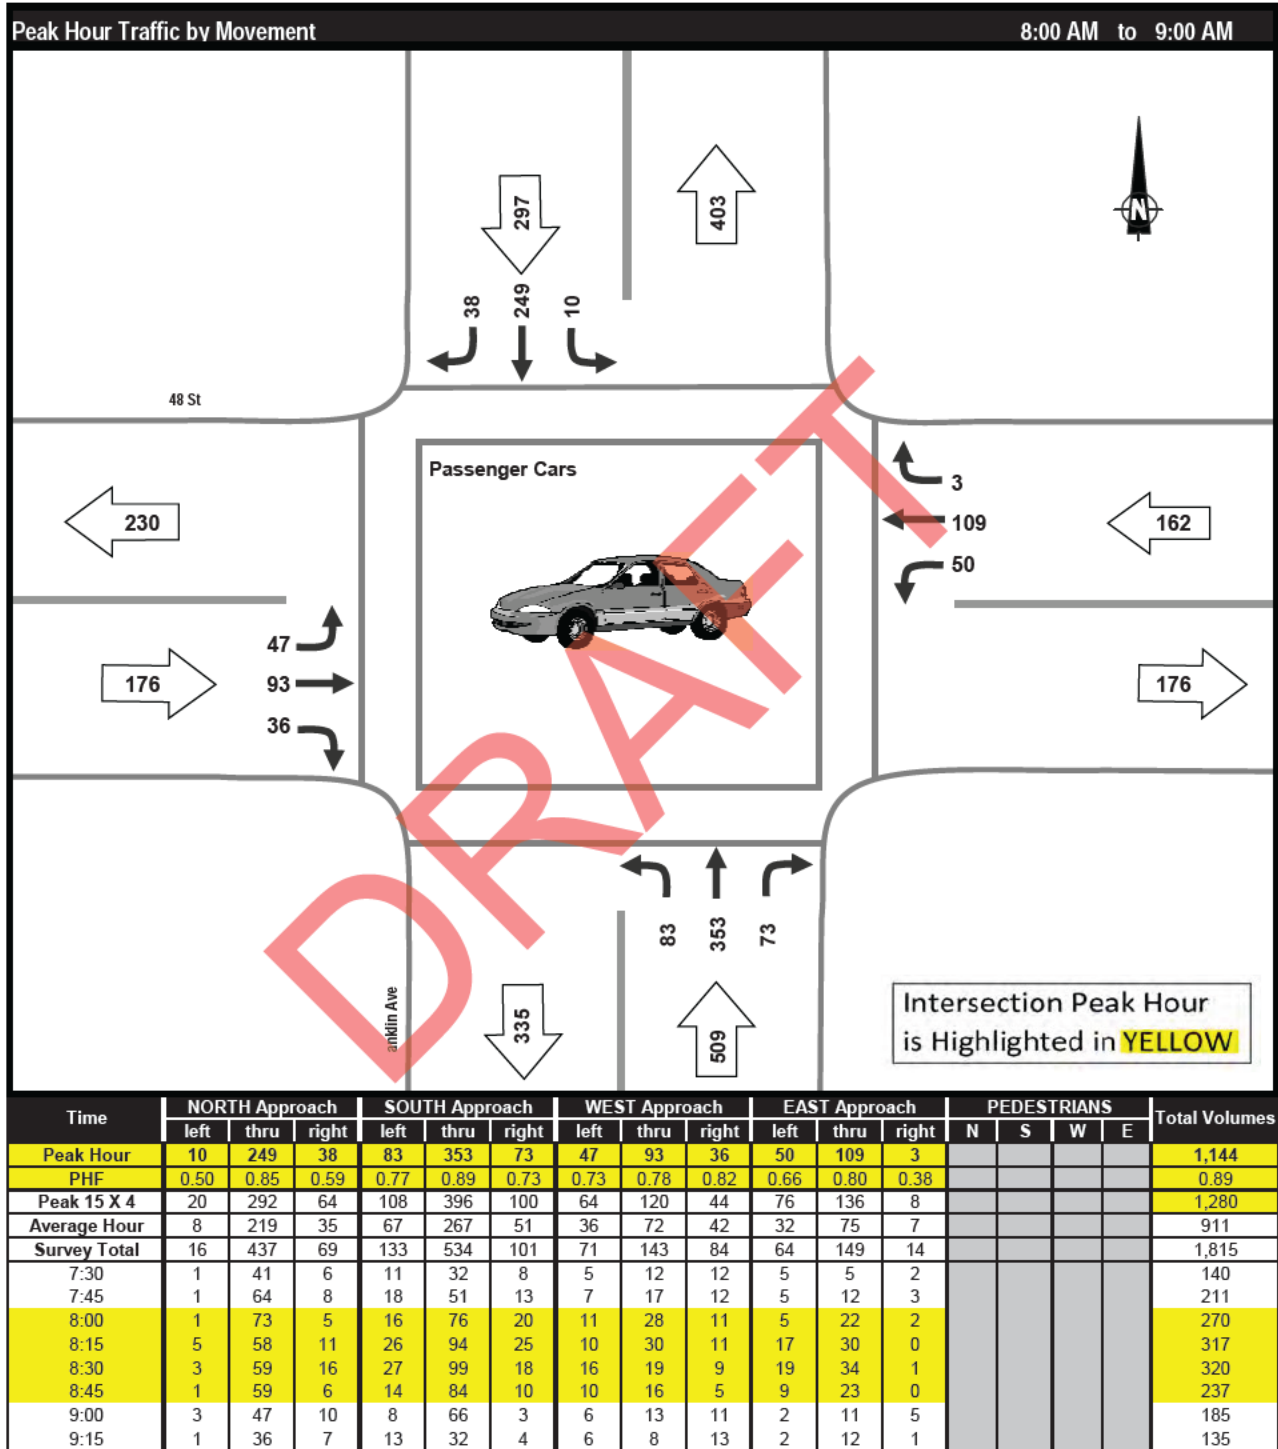 Peak Hour Traffic by Movement 8:00 AM to 9:00 AM
297
403
N
38 249 10
48 St
Passenger Cars
3
230
109
162
50
47
176
93
176
36
DRAFT
83 353 73
anklin Ave
335
509
Intersection Peak Hour
is Highlighted in YELLOW
Time NORTH Approach SOUTH Approach WEST Approach EAST Approach PEDESTRIANS Total Volumes
left thru right left thru right left thru right left thru right N S W E
Peak Hour 10 249 38 83 353 73 47 93 36 50 109 3 1,144
PHF 0.50 0.85 0.59 0.77 0.89 0.73 0.73 0.78 0.82 0.66 0.80 0.38 0.89
Peak 15 X 4 20 292 64 108 396 100 64 120 44 76 136 8 1,280
Average Hour 8 219 35 67 267 51 36 72 42 32 75 7 911
Survey Total 16 437 69 133 534 101 71 143 84 64 149 14 1,815
7:30 1 41 6 11 32 8 5 12 12 5 5 2 140
7:45 1 64 8 18 51 13 7 17 12 5 12 3 211
8:00 1 73 5 16 76 20 11 28 11 5 22 2 270
8:15 5 58 11 26 94 25 10 30 11 17 30 0 317
8:30 3 59 16 27 99 18 16 19 9 19 34 1 320
8:45 1 59 6 14 84 10 10 16 5 9 23 0 237
9:00 3 47 10 8 66 3 6 13 11 2 11 5 185
9:15 1 36 7 13 32 4 6 8 13 2 12 1 135